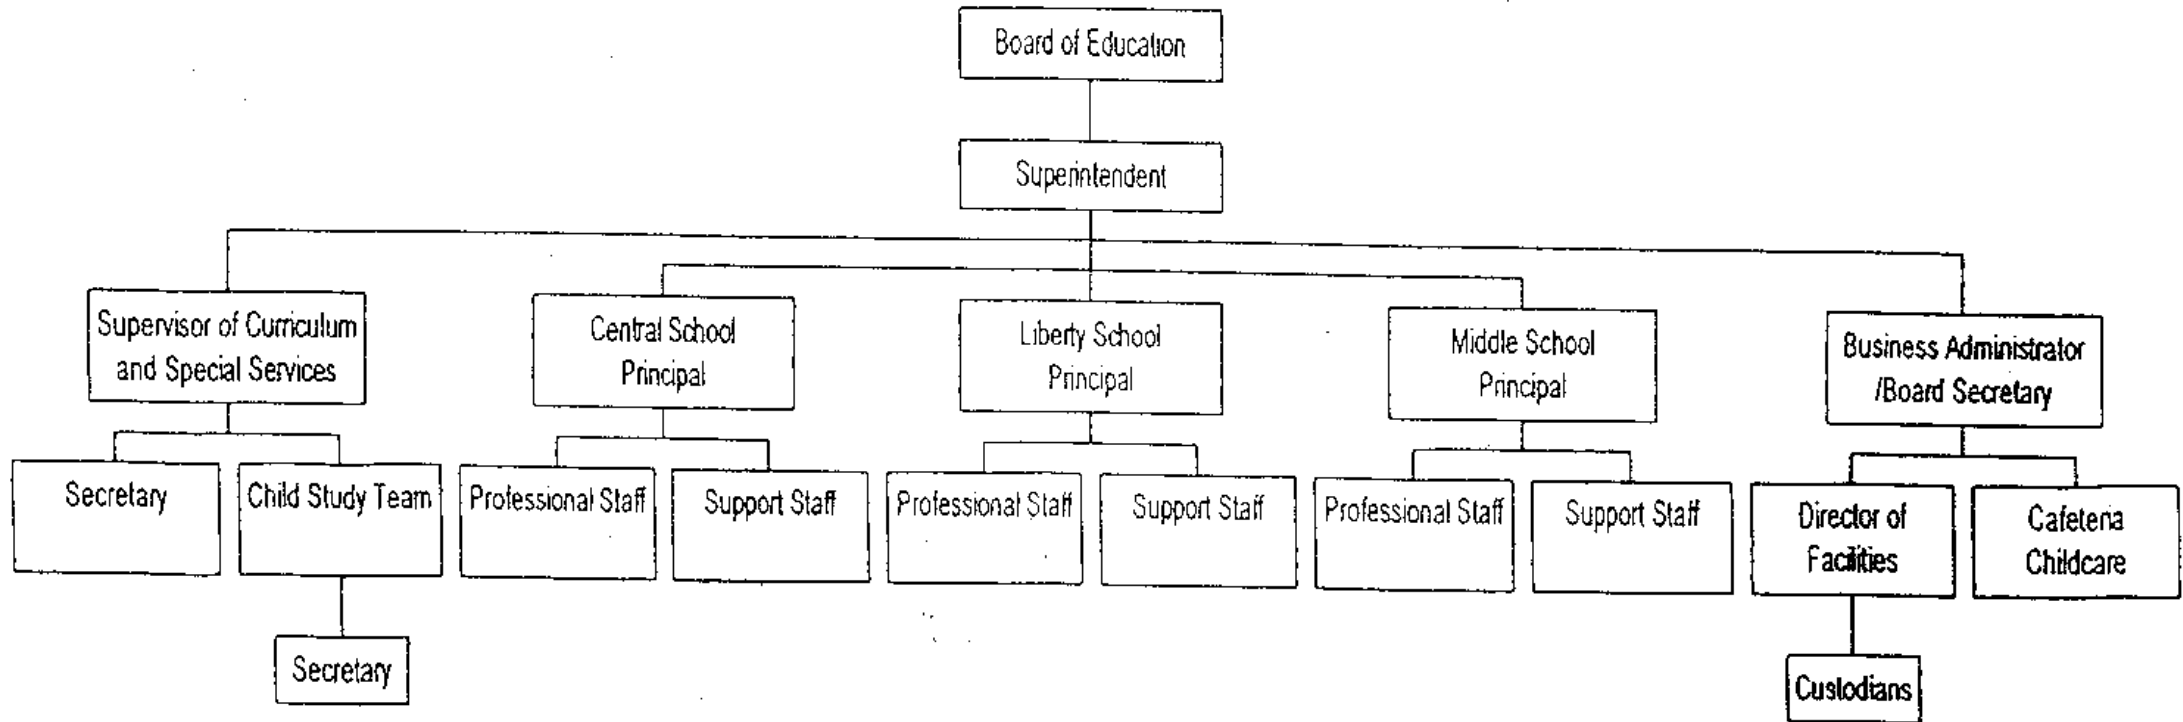 Board of Education
Superintendent
Supervisor of Curriculum
and Special Services
Central School
Principal
Liberty School
Principal
Middle School
Principal
Business Administrator
/Board Secretary
Secretary
Child Study Team
Professional Staff
Support Staff
Professional Staff
Support Staff
Professional Staff
Support Staff
Director of
Facilities
Cafeteria
Childcare
Secretary
Custodians